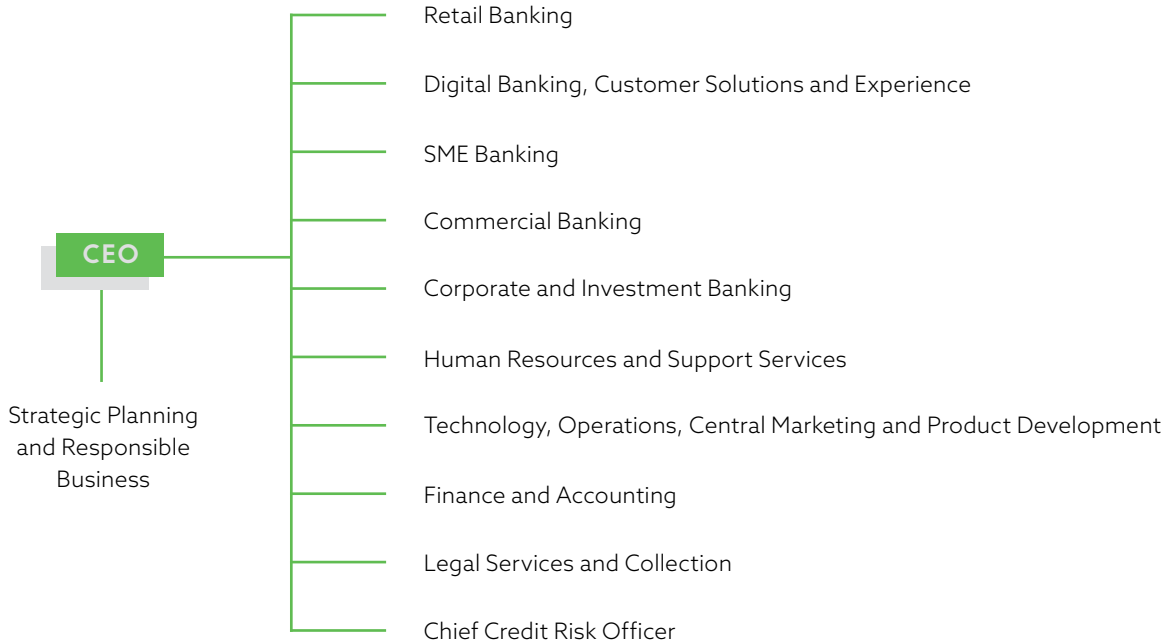 Retail Banking
Digital Banking, Customer Solutions and Experience
SME Banking
Commercial Banking
CEO
Corporate and Investment Banking
Human Resources and Support Services
Strategic Planning
and Responsible
Business
Technology, Operations, Central Marketing and Product Development
Finance and Accounting
Legal Services and Collection
Chief Credit Risk Officer